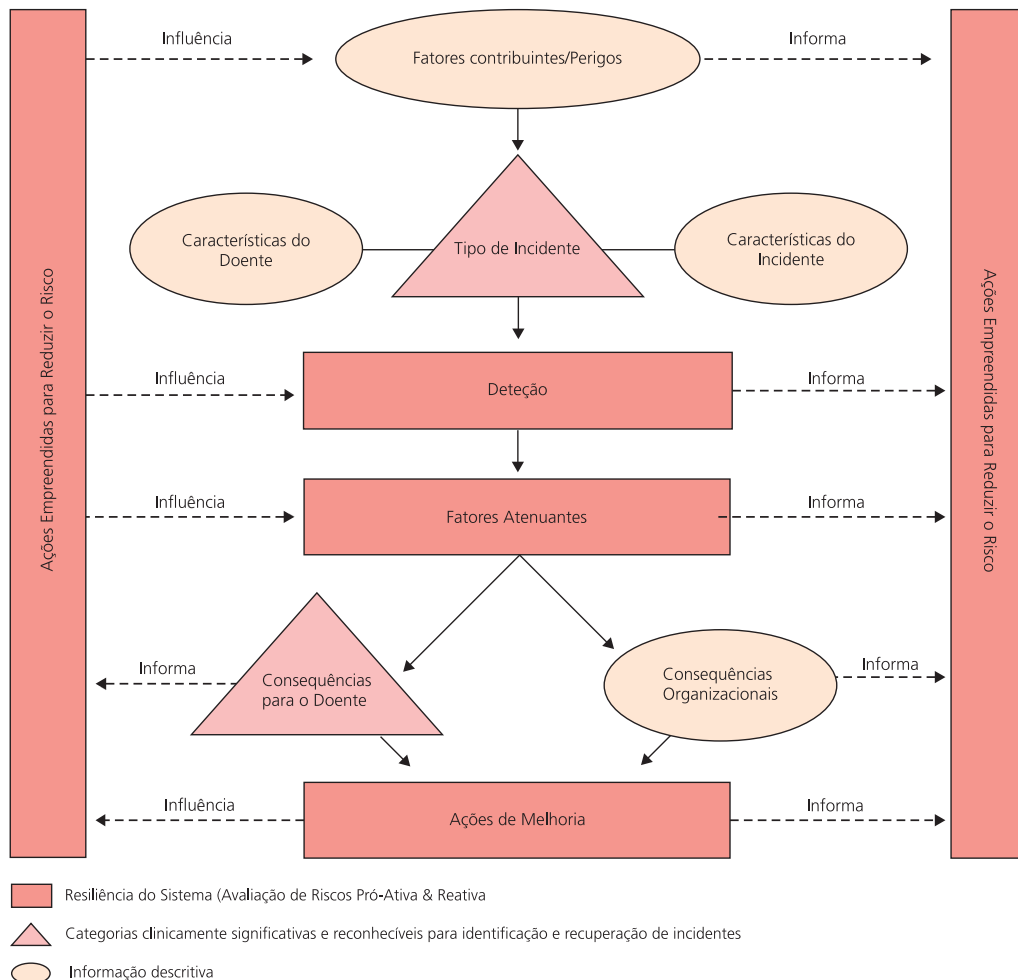 Influência
Fatores contribuintes/Perigos
Informa
Características do
Doente
Tipo de Incidente
Características do
Incidente
Ações Empreendidas para Reduzir o Risco
Ações Empreendidas para Reduzir o Risco
Influência
Deteção
Informa
Influência
Fatores Atenuantes
Informa
Informa
Consequências
para o Doente
Consequências
Organizacionais
Informa
Influência
Ações de Melhoria
Informa
Resiliência do Sistema (Avaliação de Riscos Pró-Ativa & Reativa
Categorias clinicamente significativas e reconhecíveis para identificação e recuperação de incidentes
Informação descritiva